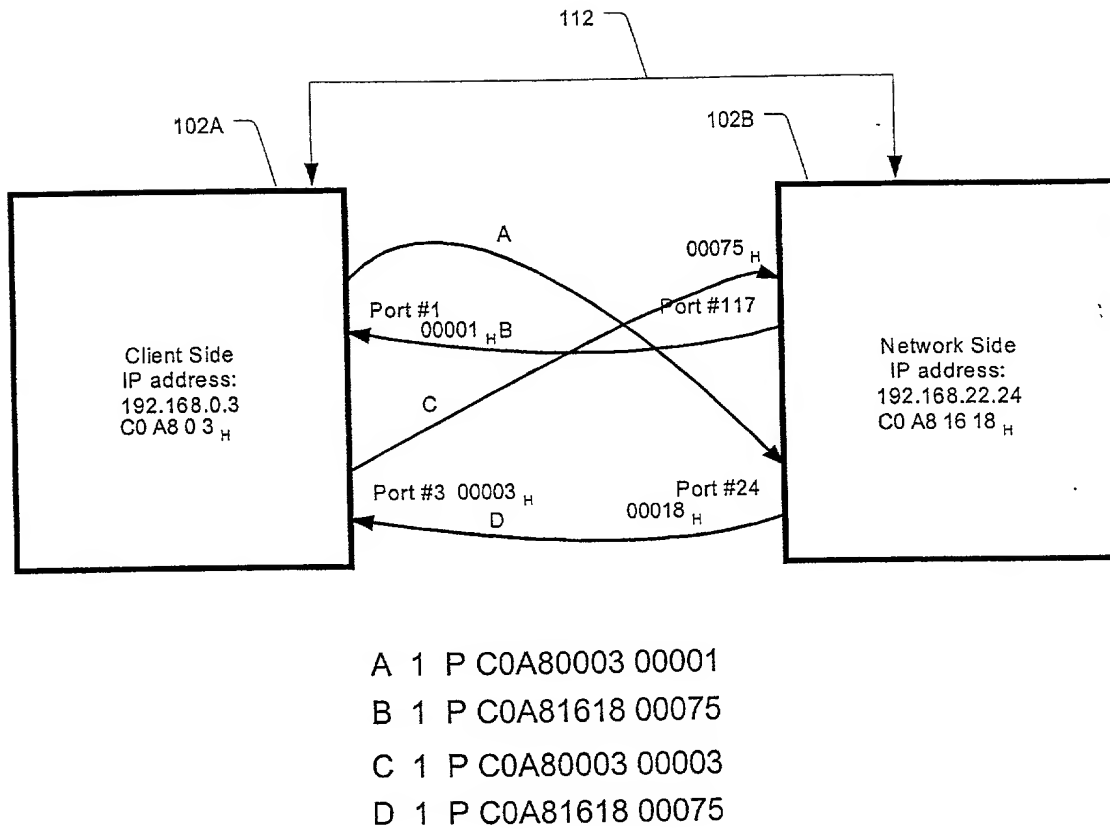 112
102A
102B
A
00075 H
Port #1
Port #117
00001 H B
Client Side
IP address:
192.168.0.3
C0 A8 0 3 H
Network Side
IP address:
192.168.22.24
C0 A8 16 18 H
C
Port #3 00003 H
Port #24
00018 H
D
A 1 P C0A80003 00001
B 1 P C0A81618 00075
C 1 P C0A80003 00003
D 1 P C0A81618 00075